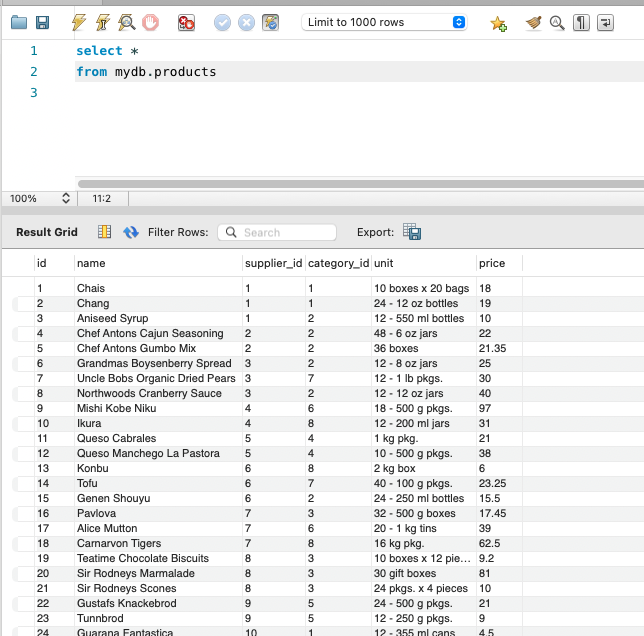 Limit to 1000 rows
1 select *
2 from mydb.products
3
100% 11:2
Result Grid Filter Rows: Search Export:
id name supplier_id category_id unit price
1 Chais 1 1 10 boxes x 20 bags 18
2 Chang 1 1 24 - 12 oz bottles 19
3 Aniseed Syrup 1 2 12 - 550 ml bottles 10
4 Chef Antons Cajun Seasoning 2 2 48 - 6 oz jars 22
5 Chef Antons Gumbo Mix 2 2 36 boxes 21.35
6 Grandmas Boysenberry Spread 3 2 12 - 8 oz jars 25
7 Uncle Bobs Organic Dried Pears 3 7 12 - 1 lb pkgs. 30
8 Northwoods Cranberry Sauce 3 2 12 - 12 oz jars 40
9 Mishi Kobe Niku 4 6 18 - 500 g pkgs. 97
10 Ikura 4 8 12 - 200 ml jars 31
11 Queso Cabrales 5 4 1 kg pkg. 21
12 Queso Manchego La Pastora 5 4 10 - 500 g pkgs. 38
13 Konbu 6 8 2 kg box 6
14 Tofu 6 7 40 - 100 g pkgs. 23.25
15 Genen Shouyu 6 2 24 - 250 ml bottles 15.5
16 Pavlova 7 3 32 - 500 g boxes 17.45
17 Alice Mutton 7 6 20 - 1 kg tins 39
18 Carnarvon Tigers 7 8 16 kg pkg. 62.5
19 Teatime Chocolate Biscuits 8 3 10 boxes x 12 pie... 9.2
20 Sir Rodneys Marmalade 8 3 30 gift boxes 81
21 Sir Rodneys Scones 8 3 24 pkgs. x 4 pieces 10
22 Gustafs Knackebrod 9 5 24 - 500 g pkgs. 21
23 Tunnbrod 9 5 12 - 250 g pkgs. 9
24 Guarana Fantastica 10 1 12 - 355 ml cans 4.5